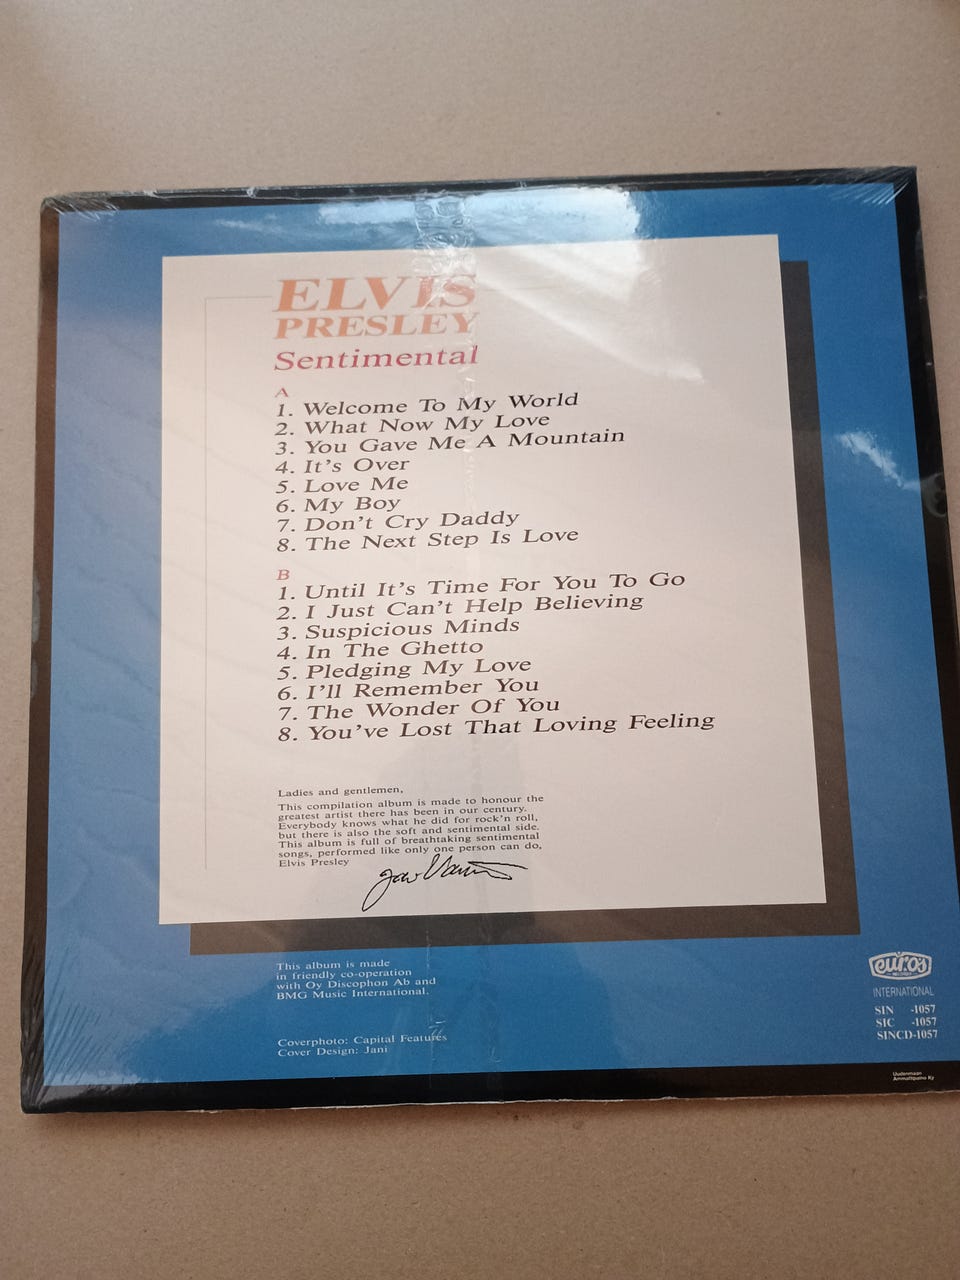 ELVIS
PRESLEY
Sentimental
A
1. Welcome To My World
2. What Now My Love
3. You Gave Me A Mountain
4. It's Over
5. Love Me
6. My Boy
7. Don't Cry Daddy
8. The Next Step Is Love
B
1. Until It's Time For You To Go
2. I Just Can't Help Believing
3. Suspicious Minds
4. In The Ghetto
5. Pledging My Love
6. I'll Remember You
7. The Wonder Of You
8. You've Lost That Loving Feeling
Ladies and gentlemen,
This compilation album is made to honour the
greatest artist there has been in our century.
Everybody knows what he did for rock'n roll,
but there is also the soft and sentimental side.
This album is full of breathtaking sentimental
songs, performed like only one person can do,
Elvis Presley
This album is made
in friendly co-operation
with Oy Discophon Ab and
BMG Music International.
Coverphoto: Capital Features
Cover Design: Jani
euros
INTERNATIONAL
SIN -1057
SIC -1057
SINCD-1057
Uudenmaan
Ammattipaino Ky